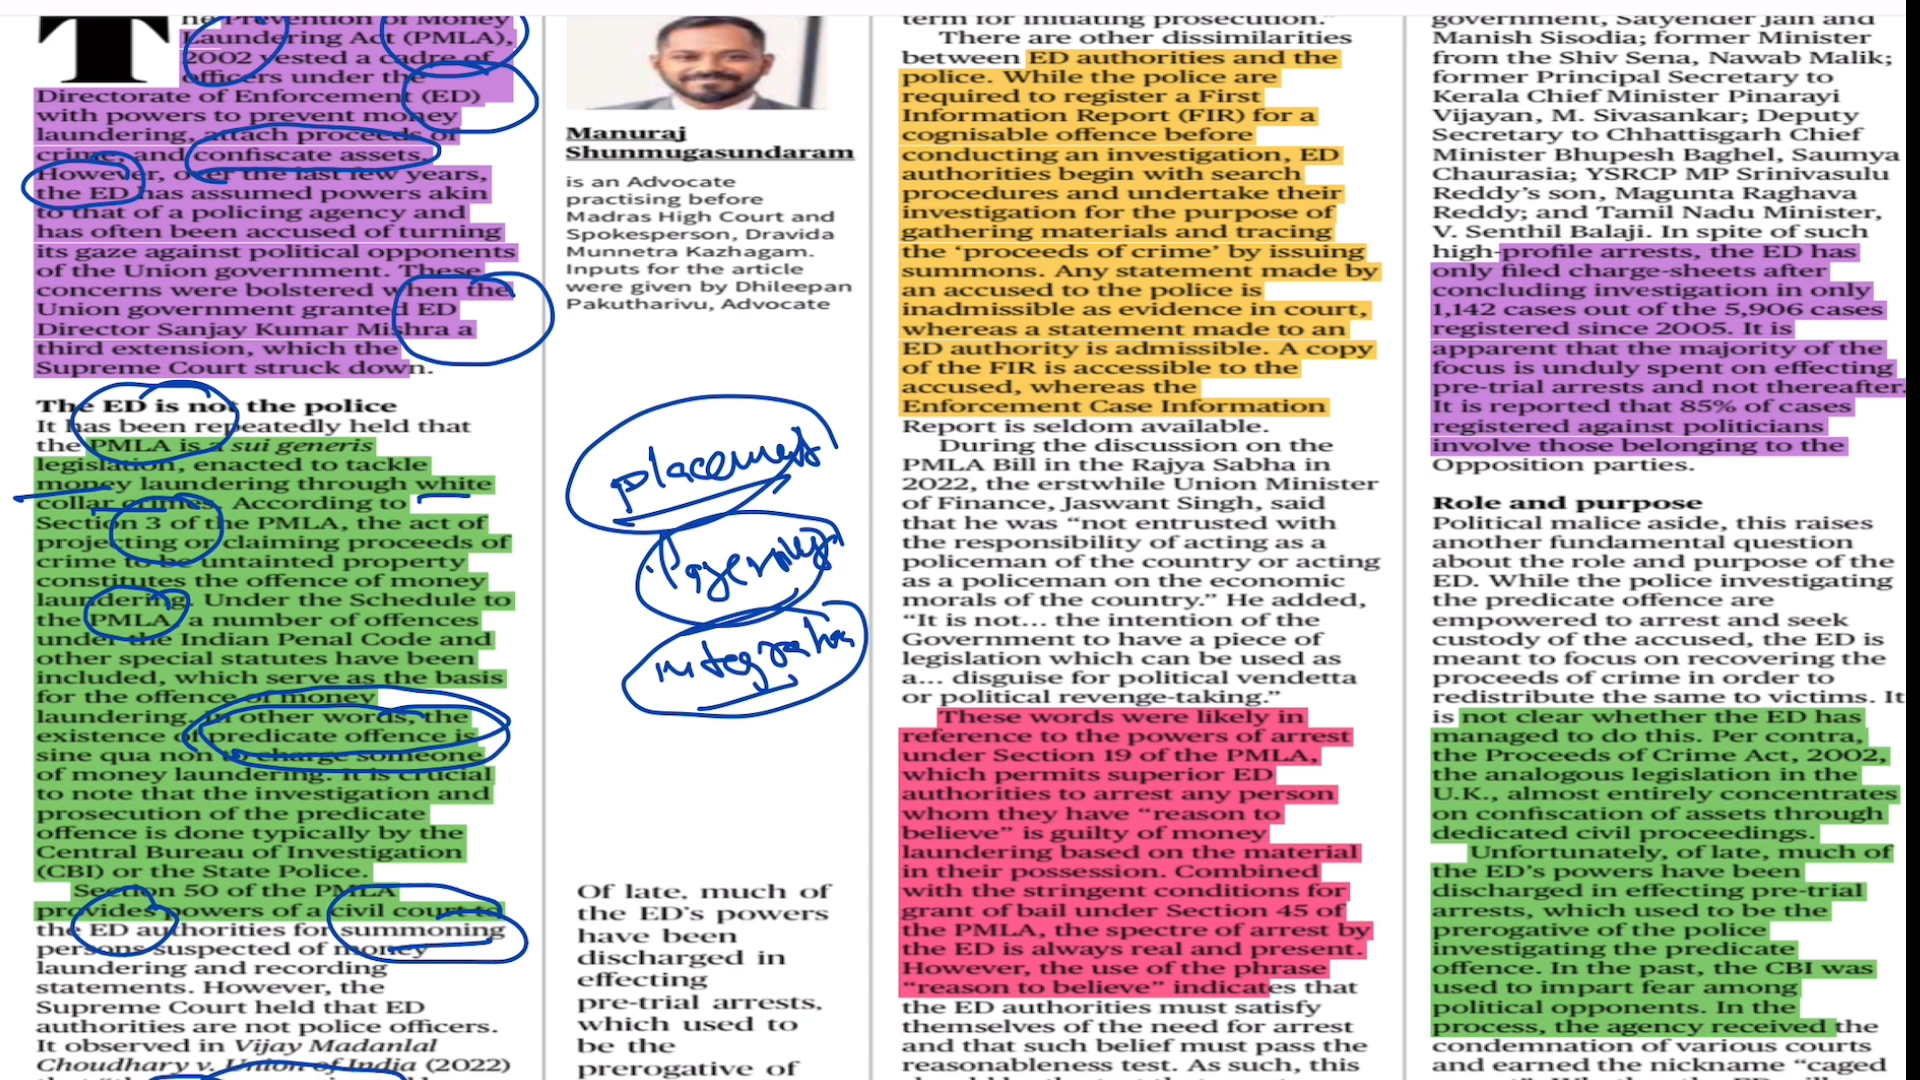 T
he Prevention of Money
Laundering Act (PMLA),
2002 vested a cadre of
officers under the
Directorate of Enforcement (ED)
with powers to prevent money
laundering, attach proceeds of
crime, and confiscate assets.
However, over the last few years,
the ED has assumed powers akin
to that of a policing agency and
has often been accused of turning
its gaze against political opponents
of the Union government. These
concerns were bolstered when the
Union government granted ED
Director Sanjay Kumar Mishra a
third extension, which the
Supreme Court struck down.
The ED is not the police
It has been repeatedly held that
the PMLA is a sui generis
legislation, enacted to tackle
money laundering through white
collar crimes. According to
Section 3 of the PMLA, the act of
projecting or claiming proceeds of
crime to be untainted property
constitutes the offence of money
laundering. Under the Schedule to
the PMLA, a number of offences
under the Indian Penal Code and
other special statutes have been
included, which serve as the basis
for the offence of money
laundering. In other words, the
existence of predicate offence is
sine qua non to charge someone
of money laundering. It is crucial
to note that the investigation and
prosecution of the predicate
offence is done typically by the
Central Bureau of Investigation
(CBI) or the State Police.
Section 50 of the PMLA
provides powers of a civil court to
the ED authorities for summoning
persons suspected of money
laundering and recording
statements. However, the
Supreme Court held that ED
authorities are not police officers.
It observed in Vijay Madanlal
Choudhary v. Union of India (2022)
Manuraj
Shunmugasundaram
is an Advocate
practising before
Madras High Court and
Spokesperson, Dravida
Munnetra Kazhagam.
Inputs for the article
were given by Dhileepan
Pakutharivu, Advocate
placement
layering
integration
Of late, much of
the ED's powers
have been
discharged in
effecting
pre-trial arrests,
which used to
be the
prerogative of
term for initiating prosecution."
There are other dissimilarities
between ED authorities and the
police. While the police are
required to register a First
Information Report (FIR) for a
cognisable offence before
conducting an investigation, ED
authorities begin with search
procedures and undertake their
investigation for the purpose of
gathering materials and tracing
the ‘proceeds of crime’ by issuing
summons. Any statement made by
an accused to the police is
inadmissible as evidence in court,
whereas a statement made to an
ED authority is admissible. A copy
of the FIR is accessible to the
accused, whereas the
Enforcement Case Information
Report is seldom available.
During the discussion on the
PMLA Bill in the Rajya Sabha in
2022, the erstwhile Union Minister
of Finance, Jaswant Singh, said
that he was “not entrusted with
the responsibility of acting as a
policeman of the country or acting
as a policeman on the economic
morals of the country.” He added,
“It is not... the intention of the
Government to have a piece of
legislation which can be used as
a... disguise for political vendetta
or political revenge-taking.”
These words were likely in
reference to the powers of arrest
under Section 19 of the PMLA,
which permits superior ED
authorities to arrest any person
whom they have “reason to
believe” is guilty of money
laundering based on the material
in their possession. Combined
with the stringent conditions for
grant of bail under Section 45 of
the PMLA, the spectre of arrest by
the ED is always real and present.
However, the use of the phrase
“reason to believe” indicates that
the ED authorities must satisfy
themselves of the need for arrest
and that such belief must pass the
reasonableness test. As such, this
government, Satyender Jain and
Manish Sisodia; former Minister
from the Shiv Sena, Nawab Malik;
former Principal Secretary to
Kerala Chief Minister Pinarayi
Vijayan, M. Sivasankar; Deputy
Secretary to Chhattisgarh Chief
Minister Bhupesh Baghel, Saumya
Chaurasia; YSRCP MP Srinivasulu
Reddy’s son, Magunta Raghava
Reddy; and Tamil Nadu Minister,
V. Senthil Balaji. In spite of such
high-profile arrests, the ED has
only filed charge-sheets after
concluding investigation in only
1,142 cases out of the 5,906 cases
registered since 2005. It is
apparent that the majority of the
focus is unduly spent on effecting
pre-trial arrests and not thereafter.
It is reported that 85% of cases
registered against politicians
involve those belonging to the
Opposition parties.
Role and purpose
Political malice aside, this raises
another fundamental question
about the role and purpose of the
ED. While the police investigating
the predicate offence are
empowered to arrest and seek
custody of the accused, the ED is
meant to focus on recovering the
proceeds of crime in order to
redistribute the same to victims. It
is not clear whether the ED has
managed to do this. Per contra,
the Proceeds of Crime Act, 2002,
the analogous legislation in the
U.K., almost entirely concentrates
on confiscation of assets through
dedicated civil proceedings.
Unfortunately, of late, much of
the ED’s powers have been
discharged in effecting pre-trial
arrests, which used to be the
prerogative of the police
investigating the predicate
offence. In the past, the CBI was
used to impart fear among
political opponents. In the
process, the agency received the
condemnation of various courts
and earned the nickname “caged